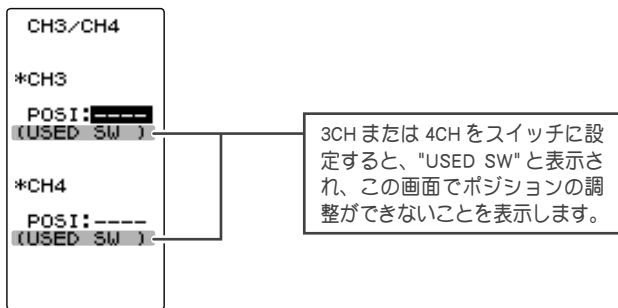 CH3/CH4
*CH3
POSI:----
(USED SW )
*CH4
POSI:----
(USED SW )
3CH または 4CH をスイッチに設
定すると、"USED SW" と表示さ
れ、この画面でポジションの調
整ができないことを表示します。